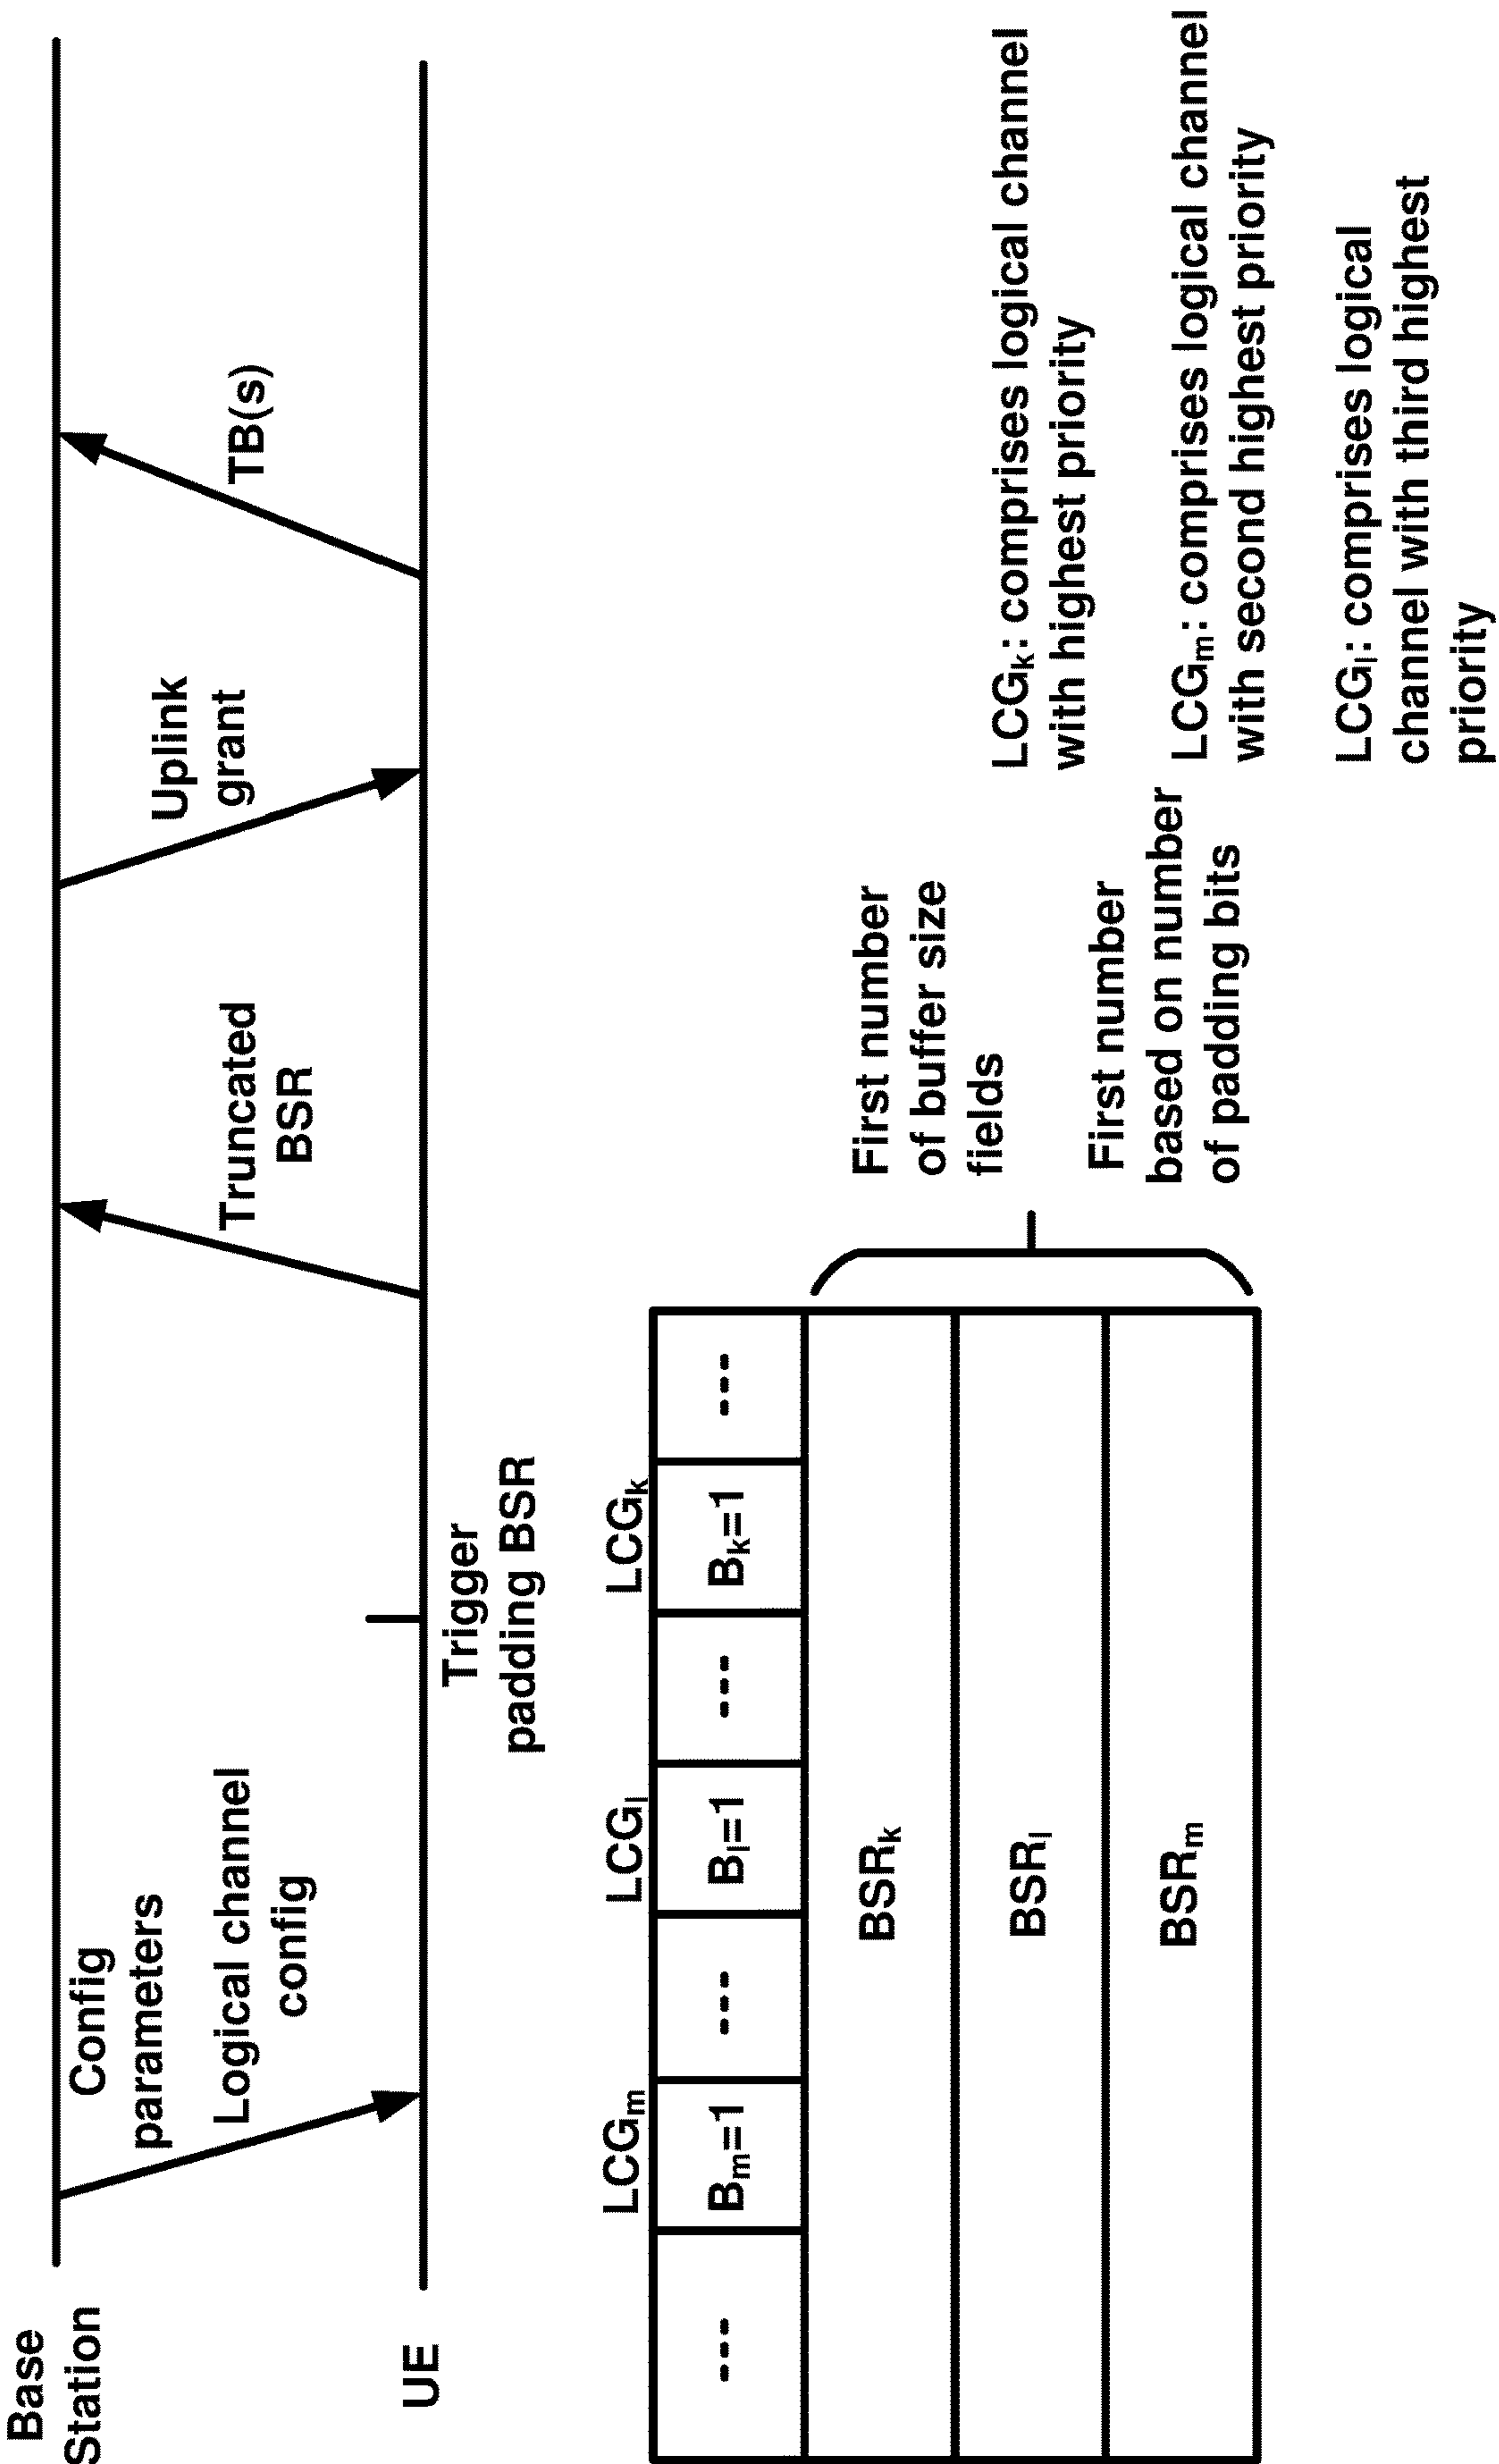 Base
Station
Config
parameters
Logical channel
config
Truncated
BSR
Uplink
grant
TB(s)
UE
Trigger
padding BSR
LCGₘ
LCGₗ
LCGₖ
---
Bₘ=1
---
Bₗ=1
---
Bₖ=1
---
BSRₖ
BSRₗ
BSRₘ
First number
of buffer size
fields
First number
based on number
of padding bits
LCGₖ: comprises logical channel
with highest priority
LCGₘ: comprises logical channel
with second highest priority
LCGₗ: comprises logical
channel with third highest
priority